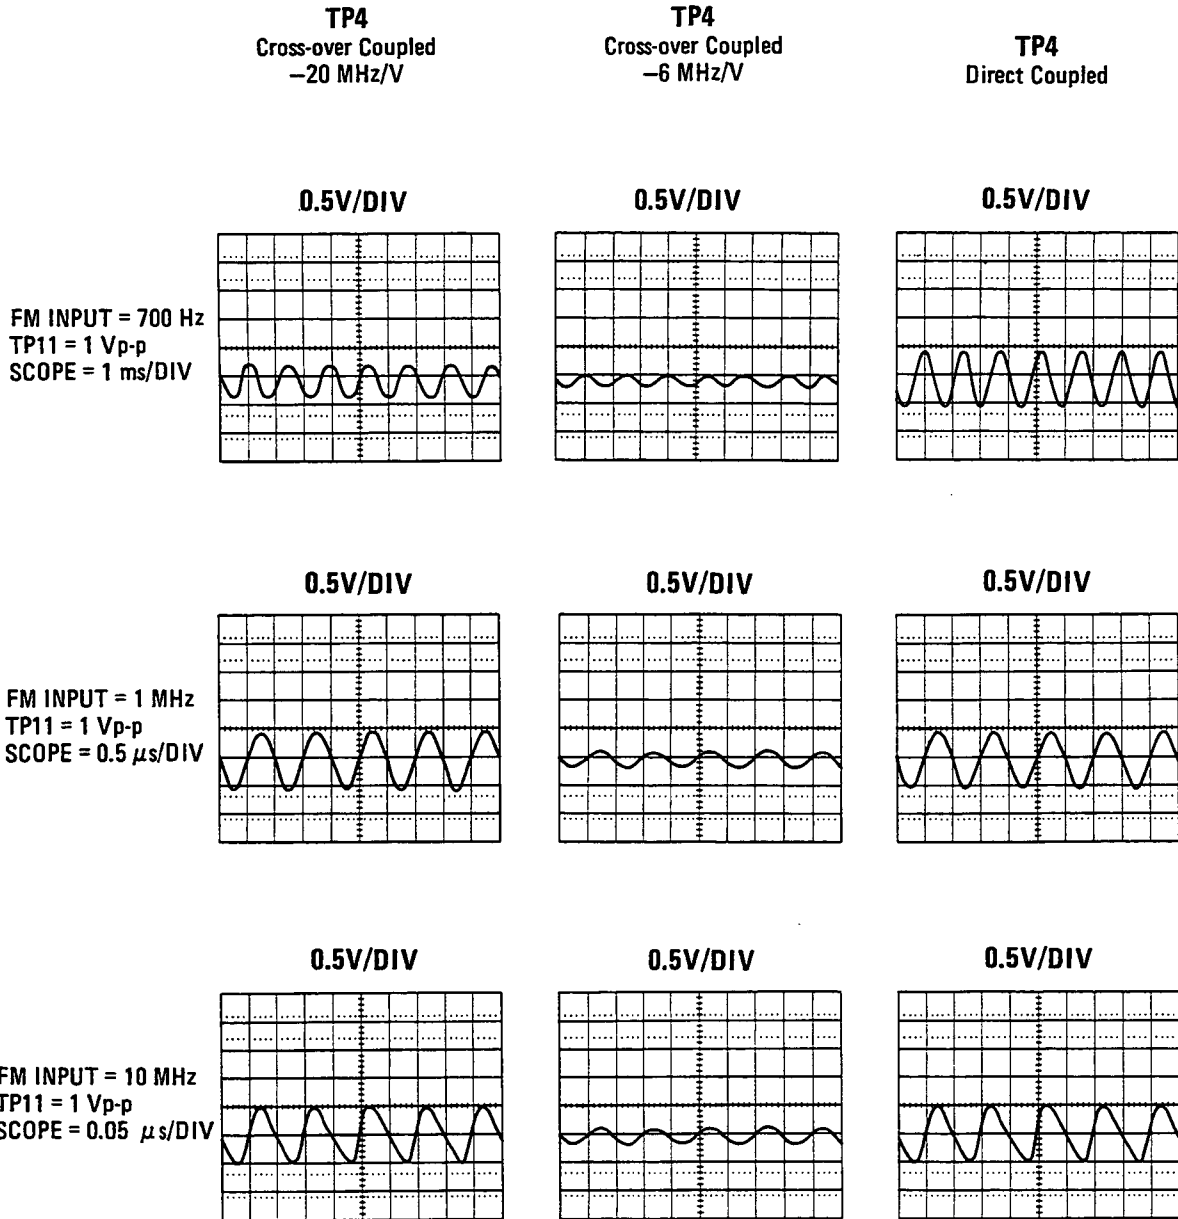 TP4
Cross-over Coupled
–20 MHz/V
TP4
Cross-over Coupled
–6 MHz/V
TP4
Direct Coupled
0.5V/DIV
0.5V/DIV
0.5V/DIV
FM INPUT = 700 Hz
TP11 = 1 Vp-p
SCOPE = 1 ms/DIV
0.5V/DIV
0.5V/DIV
0.5V/DIV
FM INPUT = 1 MHz
TP11 = 1 Vp-p
SCOPE = 0.5 μs/DIV
0.5V/DIV
0.5V/DIV
0.5V/DIV
FM INPUT = 10 MHz
TP11 = 1 Vp-p
SCOPE = 0.05 μs/DIV